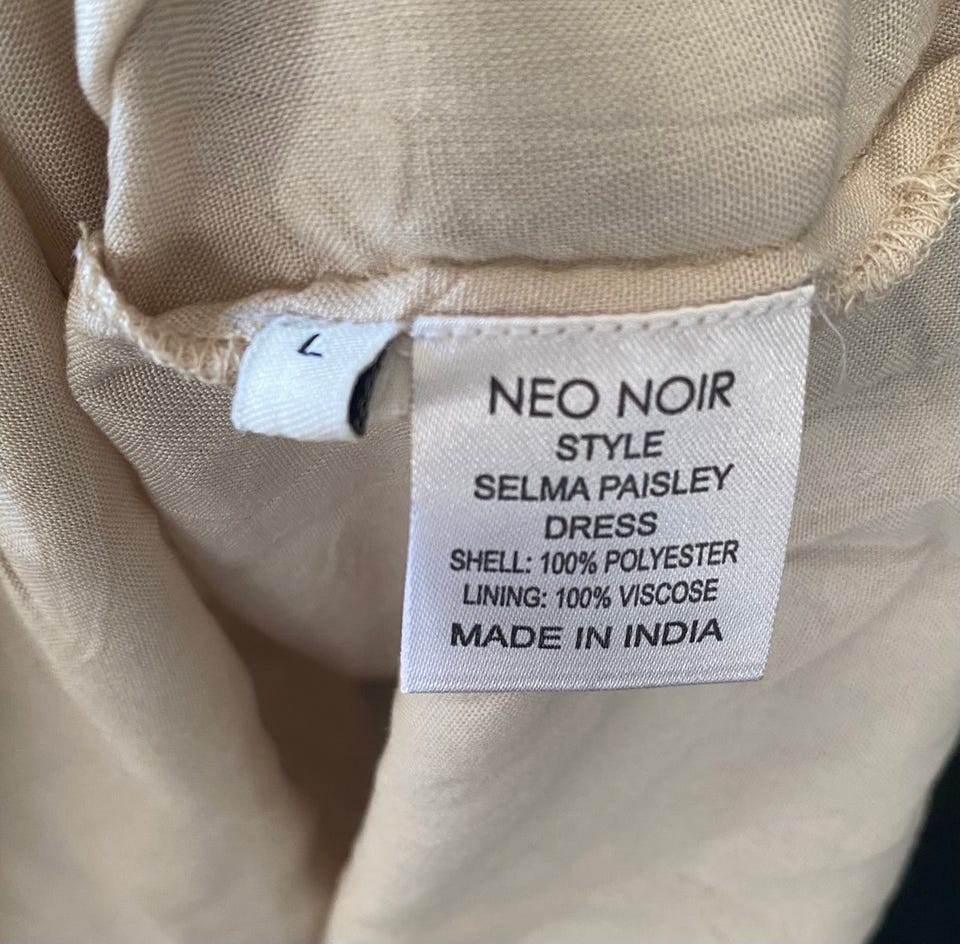 L
NEO NOIR
STYLE
SELMA PAISLEY
DRESS
SHELL: 100% POLYESTER
LINING: 100% VISCOSE
MADE IN INDIA